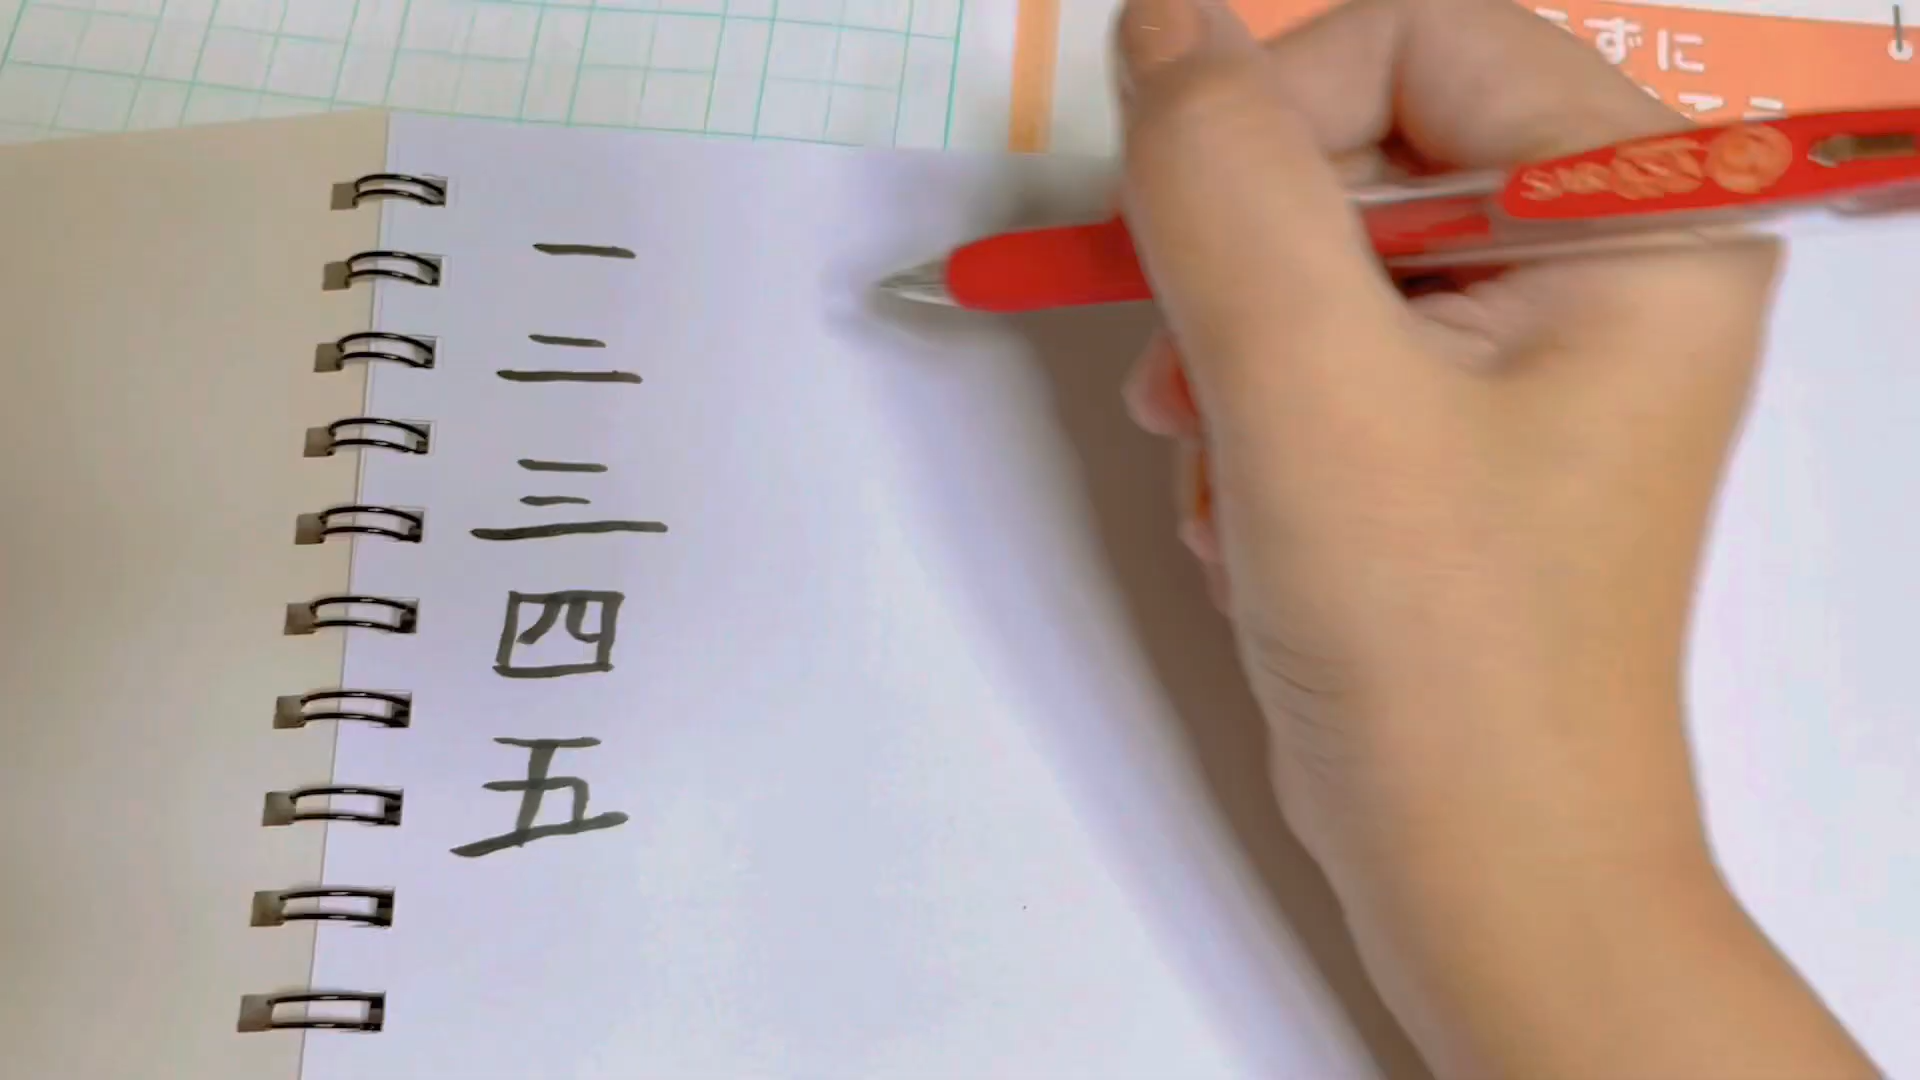 一
二
三
四
五
ずに